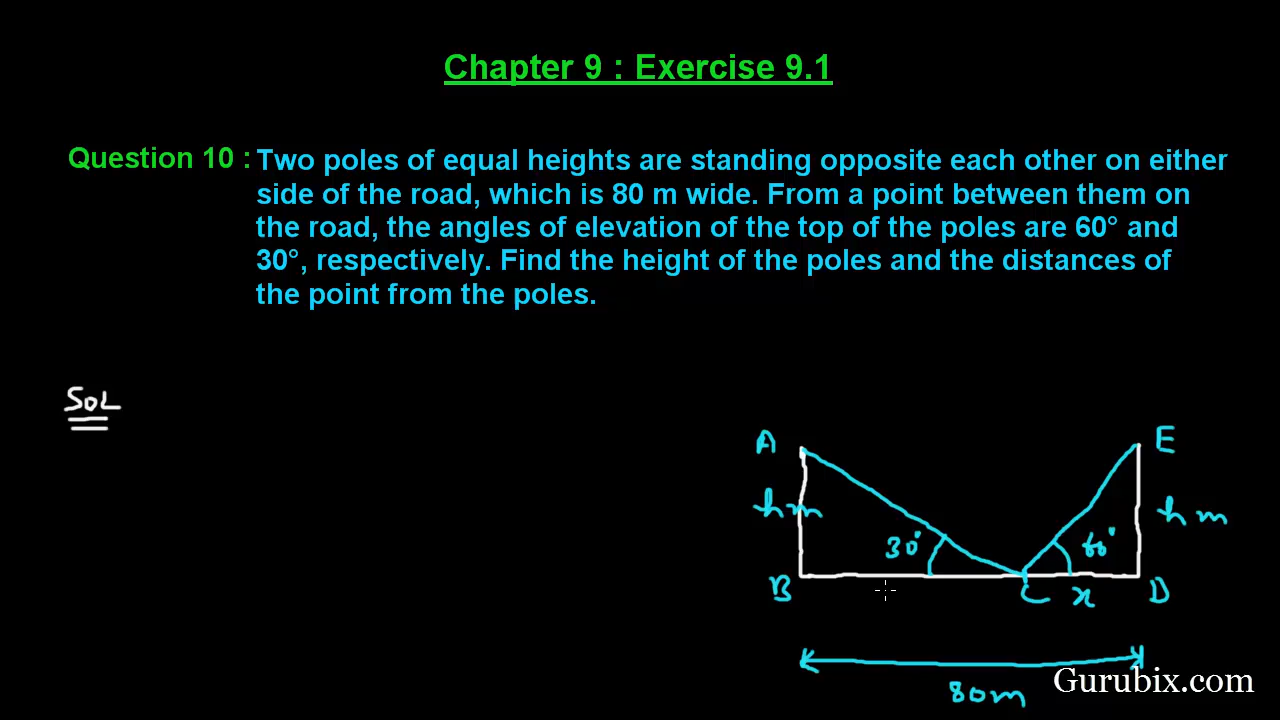 Chapter 9 : Exercise 9.1
Question 10 : Two poles of equal heights are standing opposite each other on either
side of the road, which is 80 m wide. From a point between them on
the road, the angles of elevation of the top of the poles are 60° and
30°, respectively. Find the height of the poles and the distances of
the point from the poles.
SOL
A E
h m h m
30° 60°
B C x D
80m
Gurubix.com